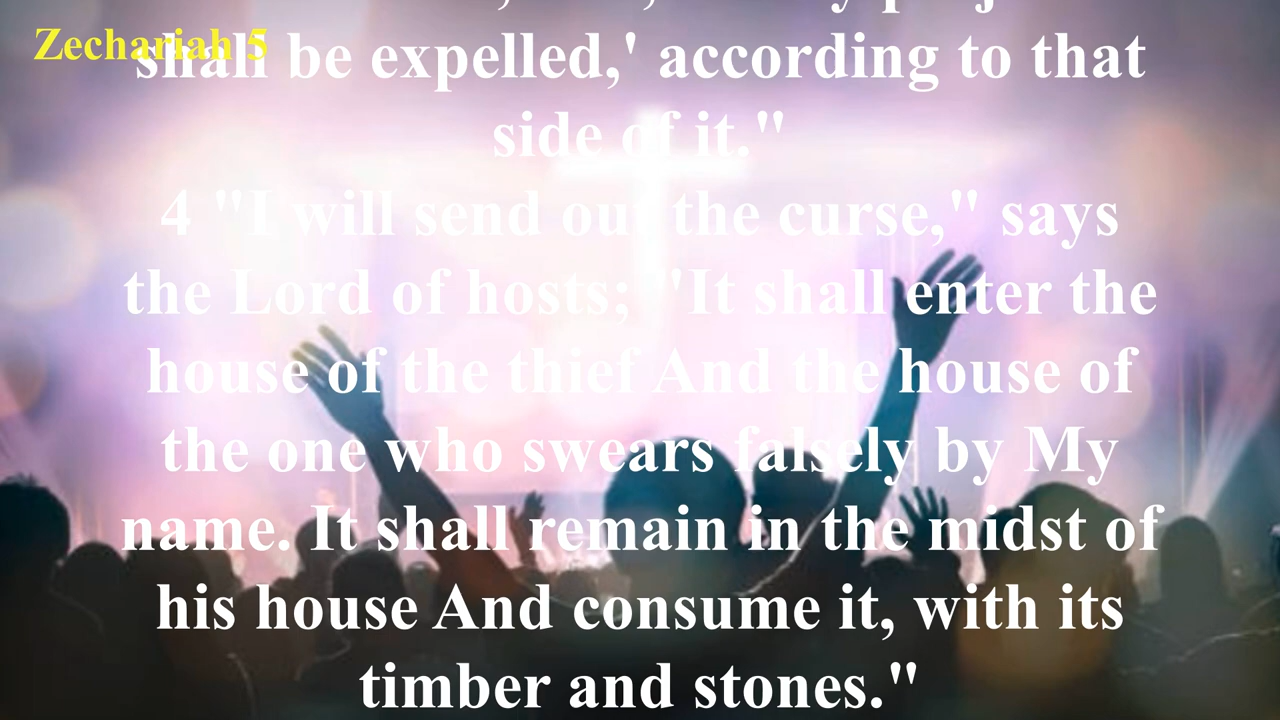 Zechariah 5
shall be expelled,' according to that
side of it."
4 "I will send out the curse," says
the Lord of hosts; "It shall enter the
house of the thief And the house of
the one who swears falsely by My
name. It shall remain in the midst of
his house And consume it, with its
timber and stones."